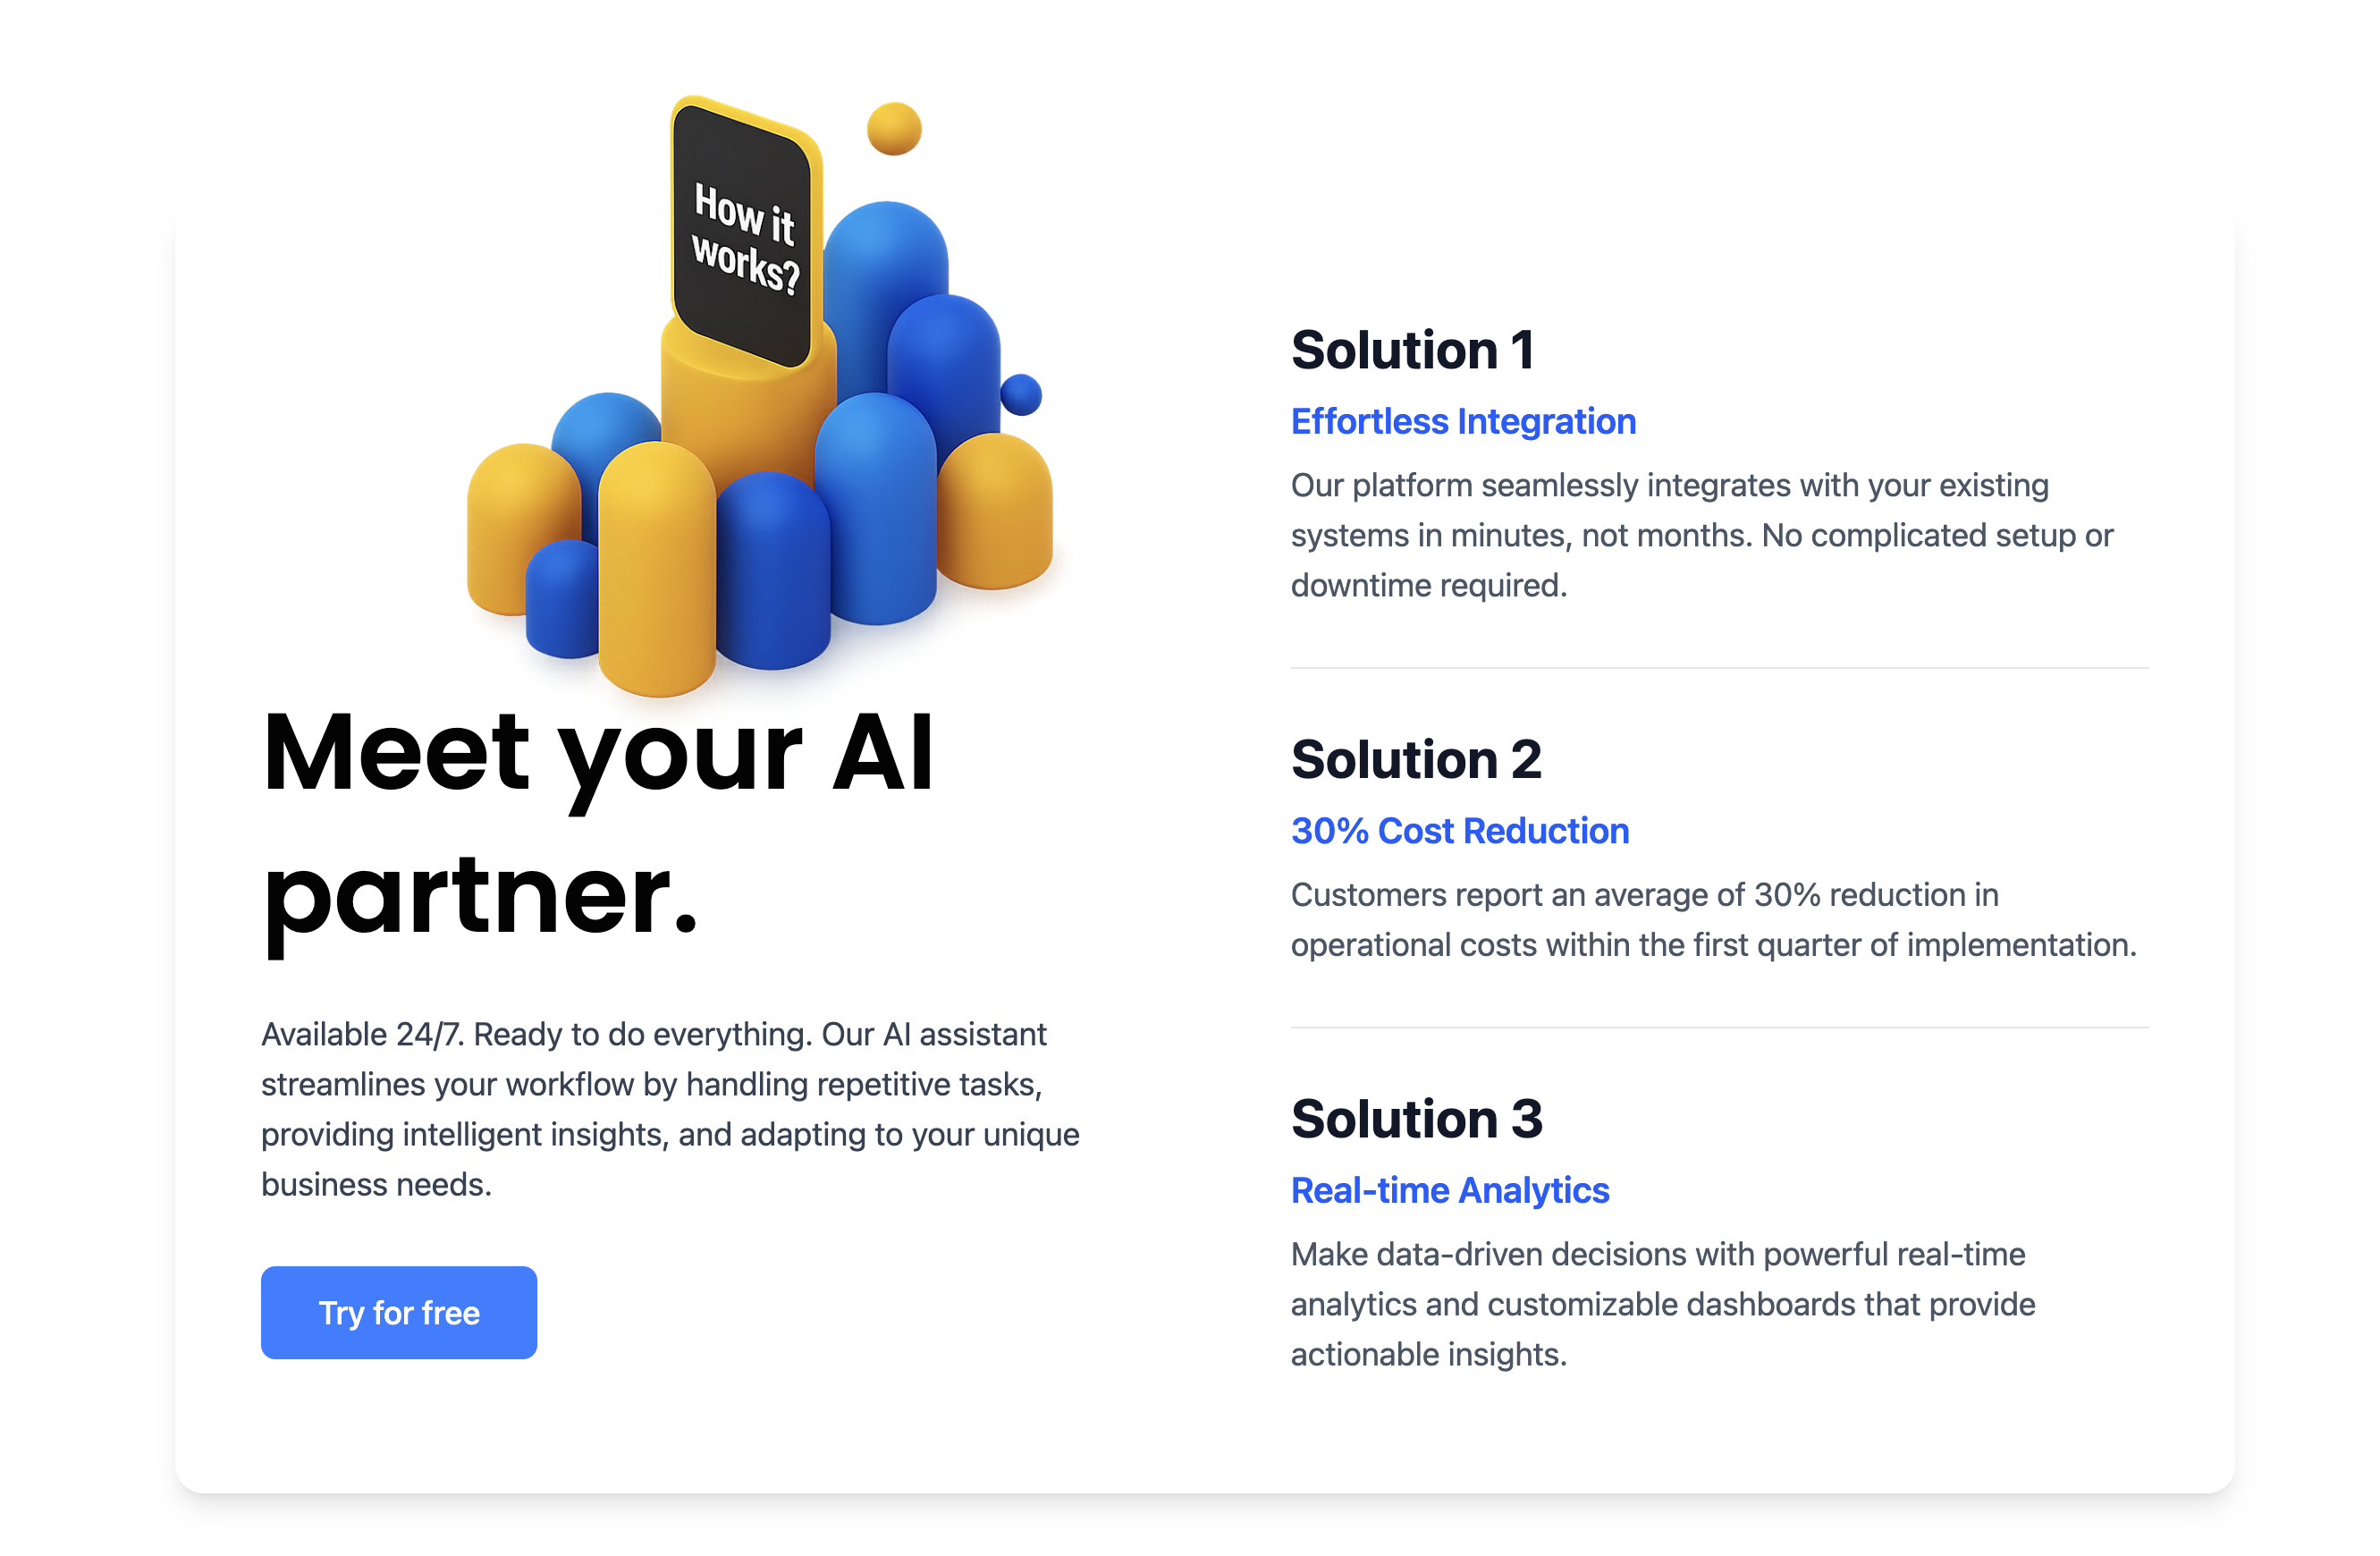 How it
works?
Meet your AI
partner.
Available 24/7. Ready to do everything. Our AI assistant
streamlines your workflow by handling repetitive tasks,
providing intelligent insights, and adapting to your unique
business needs.
Try for free
Solution 1
Effortless Integration
Our platform seamlessly integrates with your existing
systems in minutes, not months. No complicated setup or
downtime required.
Solution 2
30% Cost Reduction
Customers report an average of 30% reduction in
operational costs within the first quarter of implementation.
Solution 3
Real-time Analytics
Make data-driven decisions with powerful real-time
analytics and customizable dashboards that provide
actionable insights.